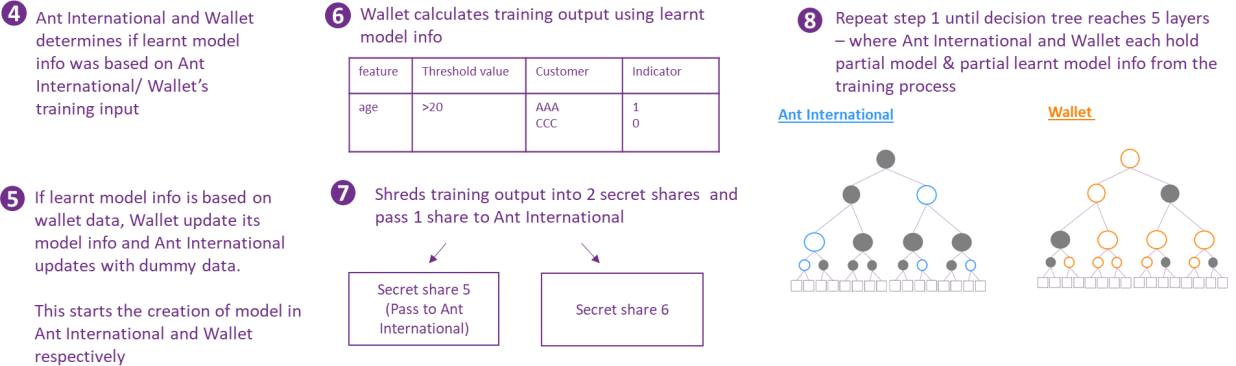 4
Ant International and Wallet
determines if learnt model
info was based on Ant
International/ Wallet's
training input
5
If learnt model info is based on
wallet data, Wallet update its
model info and Ant International
updates with dummy data.
This starts the creation of model in
Ant International and Wallet
respectively
6
Wallet calculates training output using learnt
model info
feature Threshold value Customer Indicator
age >20 AAA 1
CCC 0
7
Shreds training output into 2 secret shares and
pass 1 share to Ant International
Secret share 5
(Pass to Ant
International)
Secret share 6
8
Repeat step 1 until decision tree reaches 5 layers
– where Ant International and Wallet each hold
partial model & partial learnt model info from the
training process
Ant International
Wallet